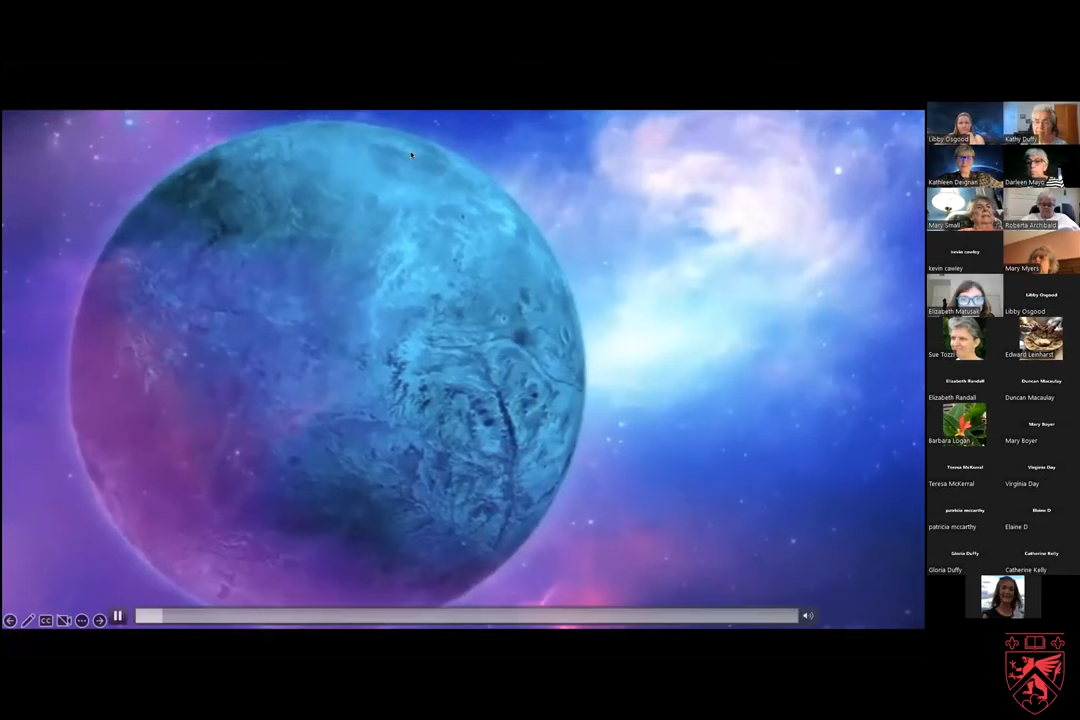 Libby Osgood
Kathy Duffy
Kathleen Deignan
Darleen Mayo
Mary Small
Roberta Archibald
kevin cawley
kevin cawley
Mary Myers
Libby Osgood
Elizabeth Matusiak
Libby Osgood
Sue Tozzi
Edward Leinharst
Elizabeth Randall
Duncan Macaulay
Elizabeth Randall
Duncan Macaulay
Mary Boyer
Barbara Logan
Mary Boyer
Teresa McKerral
Virginia Day
Teresa McKerral
Virginia Day
patricia mccarthy
Elaine D
patricia mccarthy
Elaine D
Gloria Duffy
Catherine Kelly
Gloria Duffy
Catherine Kelly
CC